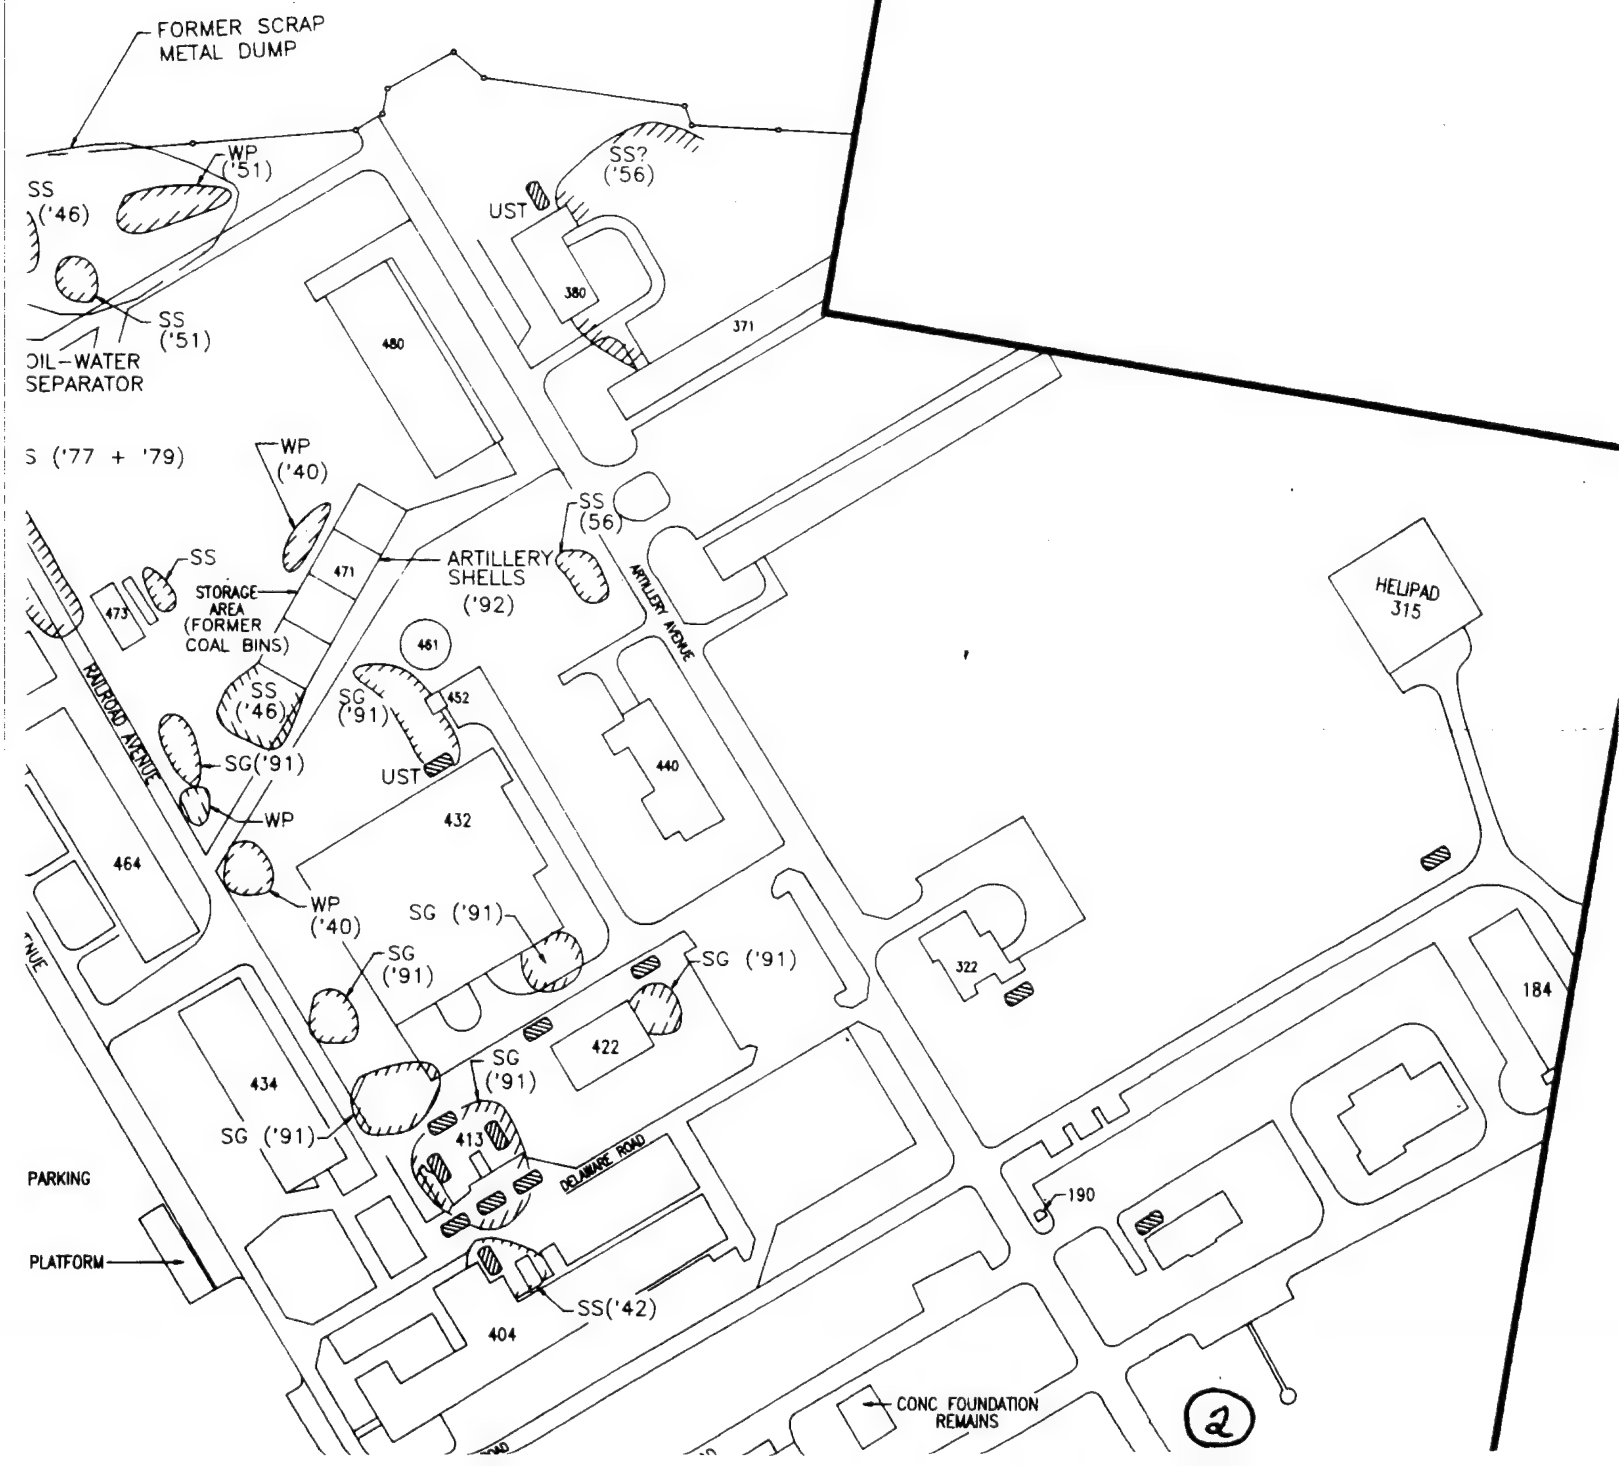 FORMER SCRAP
METAL DUMP
WP
('51)
SS?
('56)
SS
('46)
UST
380
SS
('51)
371
480
OIL-WATER
SEPARATOR
WP
('40)
S ('77 + '79)
SS
(56)
SS
ARTILLERY
SHELLS
('92)
471
STORAGE
AREA
(FORMER
COAL BINS)
473
ARTILLERY AVENUE
HELIPAD
315
461
RAILROAD AVENUE
SS
('46)
SG
('91)
452
SG('91)
UST
440
WP
432
464
WP
('40)
SG ('91)
SG
('91)
SG ('91)
322
NUE
184
422
SG
('91)
434
SG ('91)
413
DELAWARE ROAD
PARKING
190
PLATFORM
SS('42)
404
CONC FOUNDATION
REMAINS
2
OAD